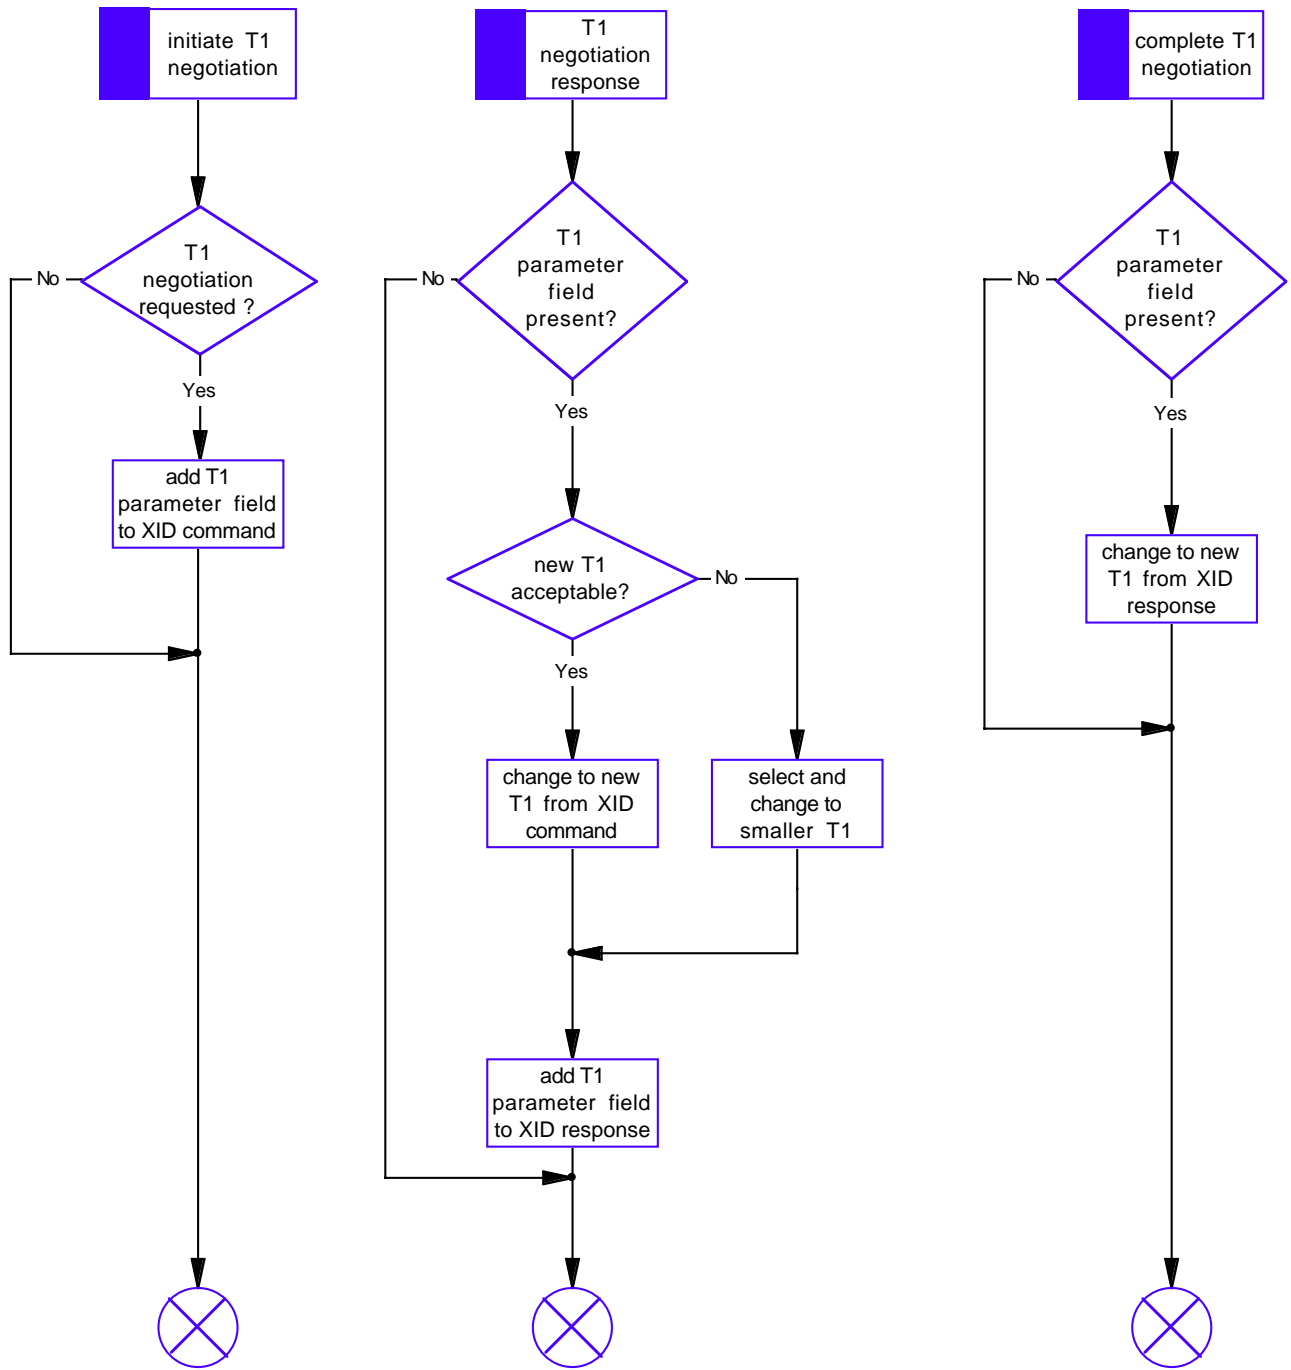 initiate T1
negotiation
T1
negotiation
requested ?
No
Yes
add T1
parameter field
to XID command
T1
negotiation
response
T1
parameter
field
present?
No
Yes
new T1
acceptable?
No
Yes
change to new
T1 from XID
command
select and
change to
smaller T1
add T1
parameter field
to XID response
complete T1
negotiation
T1
parameter
field
present?
No
Yes
change to new
T1 from XID
response